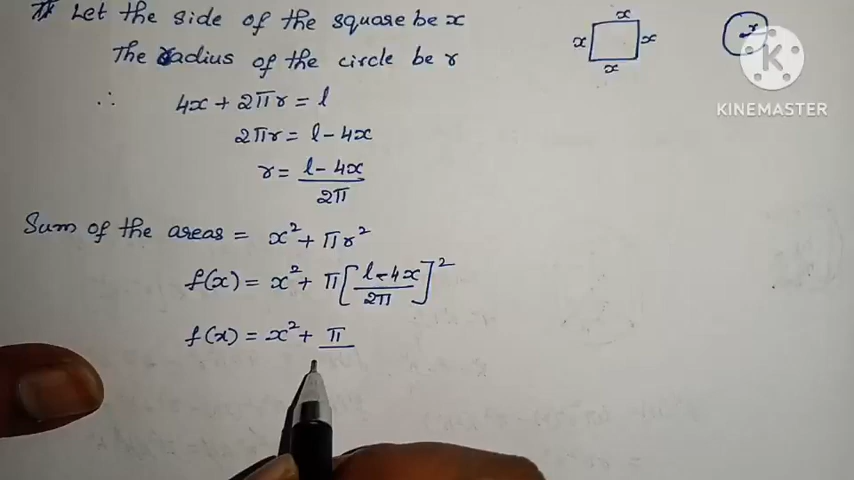 Let the side of the square be x
The radius of the circle be r
∴ 4x + 2πr = l
2πr = l - 4x
r = l - 4x / 2π
Sum of the areas = x² + πr²
f(x) = x² + π[l - 4x / 2π]²
f(x) = x² + π
x
x
x
x
r
K
KINEMASTER